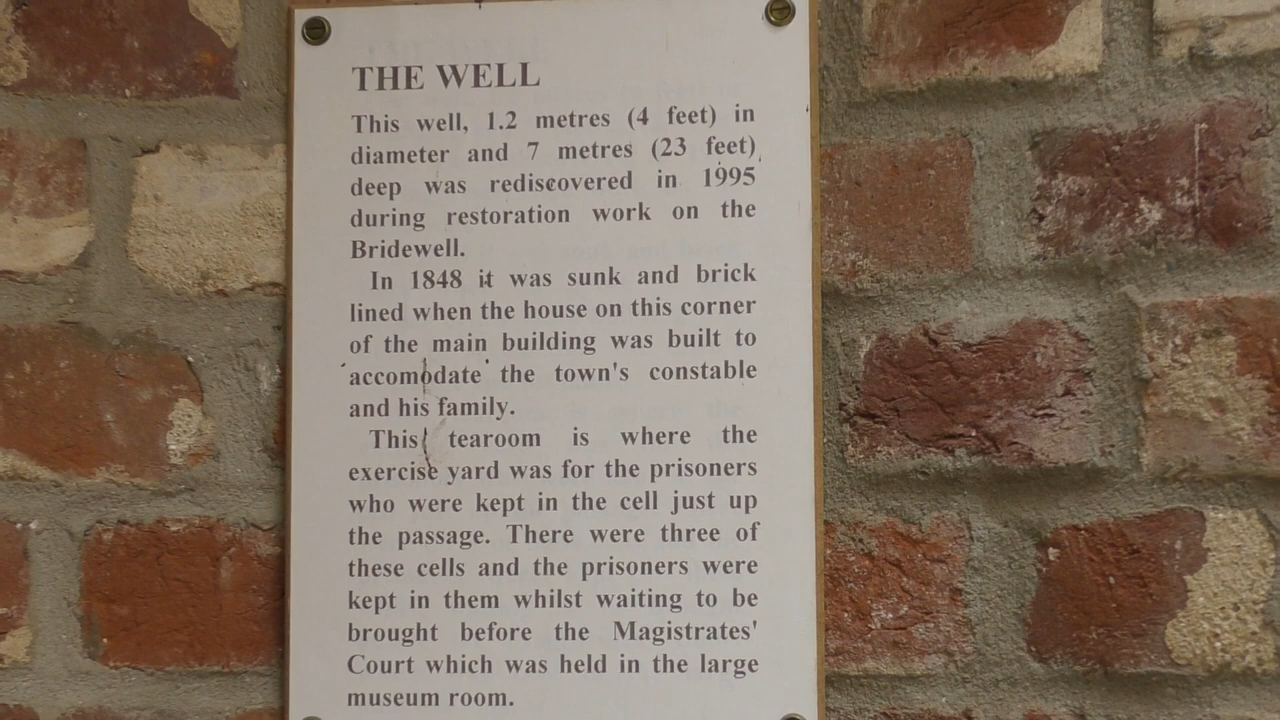 THE WELL
This well, 1.2 metres (4 feet) in
diameter and 7 metres (23 feet)
deep was rediscovered in 1995
during restoration work on the
Bridewell.
In 1848 it was sunk and brick
lined when the house on this corner
of the main building was built to
accomodate the town's constable
and his family.
This tearoom is where the
exercise yard was for the prisoners
who were kept in the cell just up
the passage. There were three of
these cells and the prisoners were
kept in them whilst waiting to be
brought before the Magistrates'
Court which was held in the large
museum room.